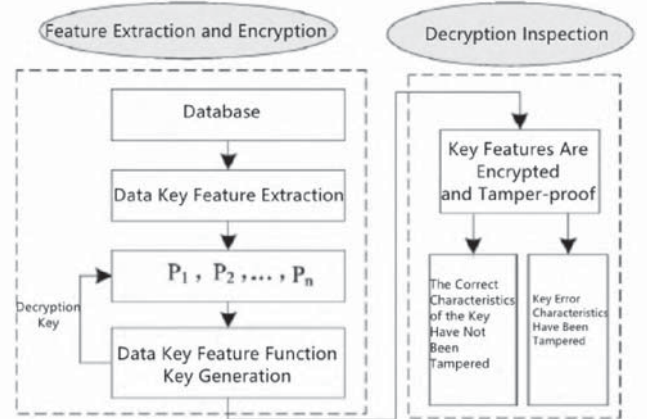 Feature Extraction and Encryption
Database
Data Key Feature Extraction
P1 , P2 ,... , Pn
Decryption
Key
Data Key Feature Function
Key Generation
Decryption Inspection
Key Features Are
Encrypted
and Tamper-proof
The Correct
Characteristics
of the Key
Have Not
Been
Tampered
Key Error
Characteristics
Have Been
Tampered